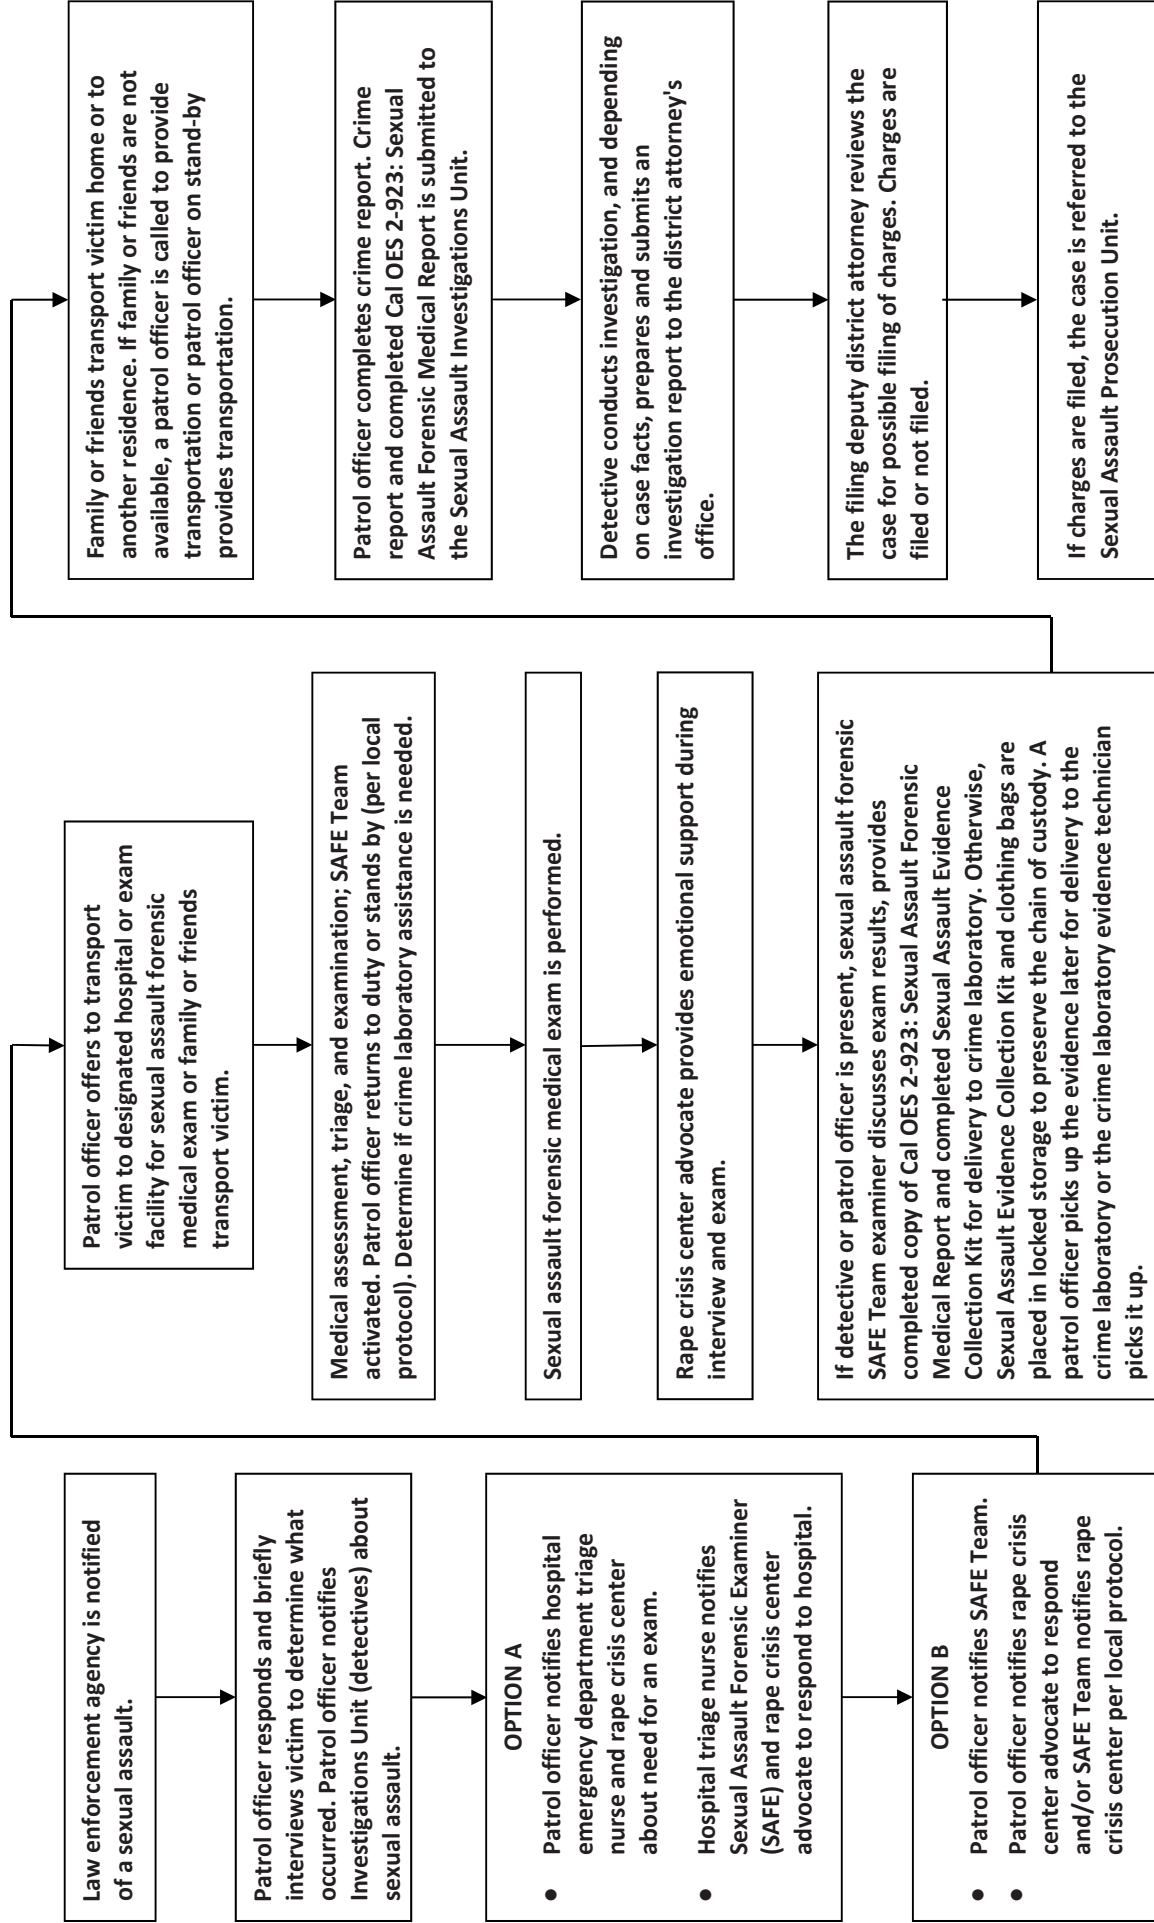 Law enforcement agency is notified
of a sexual assault.
Patrol officer responds and briefly
interviews victim to determine what
occurred. Patrol officer notifies
Investigations Unit (detectives) about
sexual assault.
OPTION A
• Patrol officer notifies hospital
emergency department triage
nurse and rape crisis center
about need for an exam.
• Hospital triage nurse notifies
Sexual Assault Forensic Examiner
(SAFE) and rape crisis center
advocate to respond to hospital.
OPTION B
• Patrol officer notifies SAFE Team.
• Patrol officer notifies rape crisis
center advocate to respond
and/or SAFE Team notifies rape
crisis center per local protocol.
Patrol officer offers to transport
victim to designated hospital or exam
facility for sexual assault forensic
medical exam or family or friends
transport victim.
Medical assessment, triage, and examination; SAFE Team
activated. Patrol officer returns to duty or stands by (per local
protocol). Determine if crime laboratory assistance is needed.
Sexual assault forensic medical exam is performed.
Rape crisis center advocate provides emotional support during
interview and exam.
If detective or patrol officer is present, sexual assault forensic
SAFE Team examiner discusses exam results, provides
completed copy of Cal OES 2-923: Sexual Assault Forensic
Medical Report and completed Sexual Assault Evidence
Collection Kit for delivery to crime laboratory. Otherwise,
Sexual Assault Evidence Collection Kit and clothing bags are
placed in locked storage to preserve the chain of custody. A
patrol officer picks up the evidence later for delivery to the
crime laboratory or the crime laboratory evidence technician
picks it up.
Family or friends transport victim home or to
another residence. If family or friends are not
available, a patrol officer is called to provide
transportation or patrol officer on stand-by
provides transportation.
Patrol officer completes crime report. Crime
report and completed Cal OES 2-923: Sexual
Assault Forensic Medical Report is submitted to
the Sexual Assault Investigations Unit.
Detective conducts investigation, and depending
on case facts, prepares and submits an
investigation report to the district attorney's
office.
The filing deputy district attorney reviews the
case for possible filing of charges. Charges are
filed or not filed.
If charges are filed, the case is referred to the
Sexual Assault Prosecution Unit.